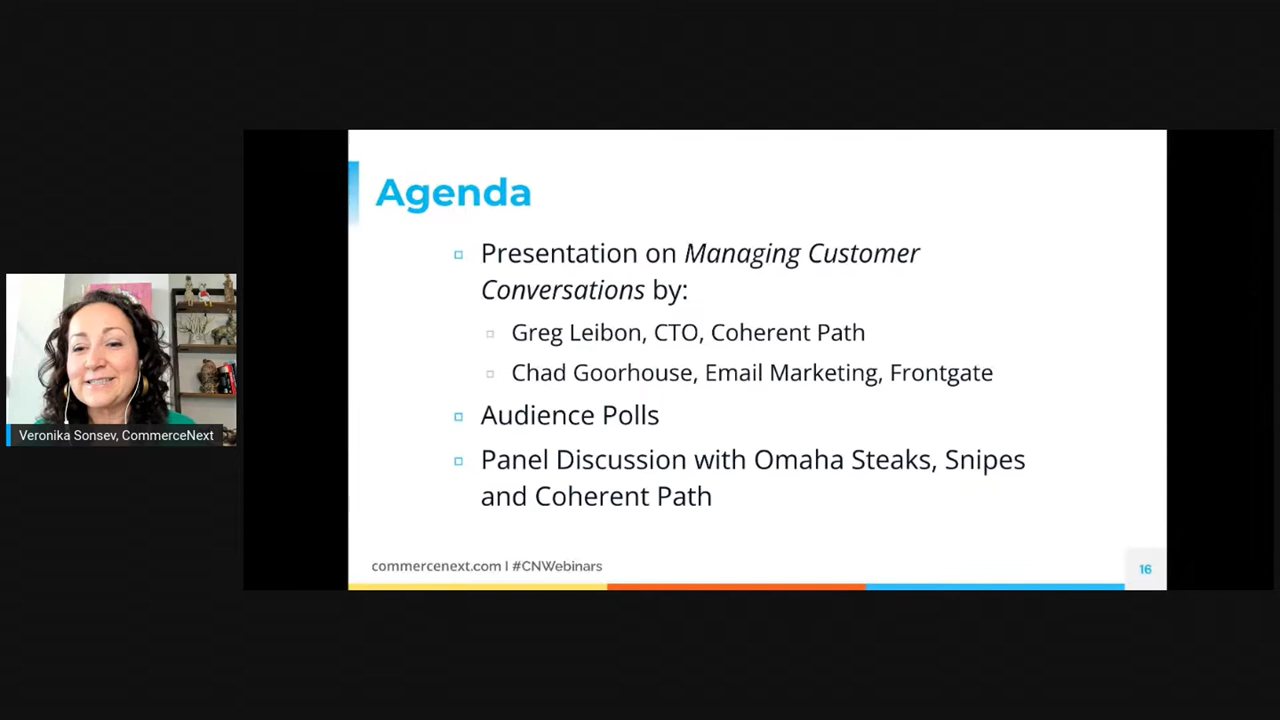 Agenda
Presentation on Managing Customer
Conversations by:
Greg Leibon, CTO, Coherent Path
Chad Goorhouse, Email Marketing, Frontgate
Audience Polls
Panel Discussion with Omaha Steaks, Snipes
and Coherent Path
commercenext.com I #CNWebinars
16
Veronika Sonsev, CommerceNext